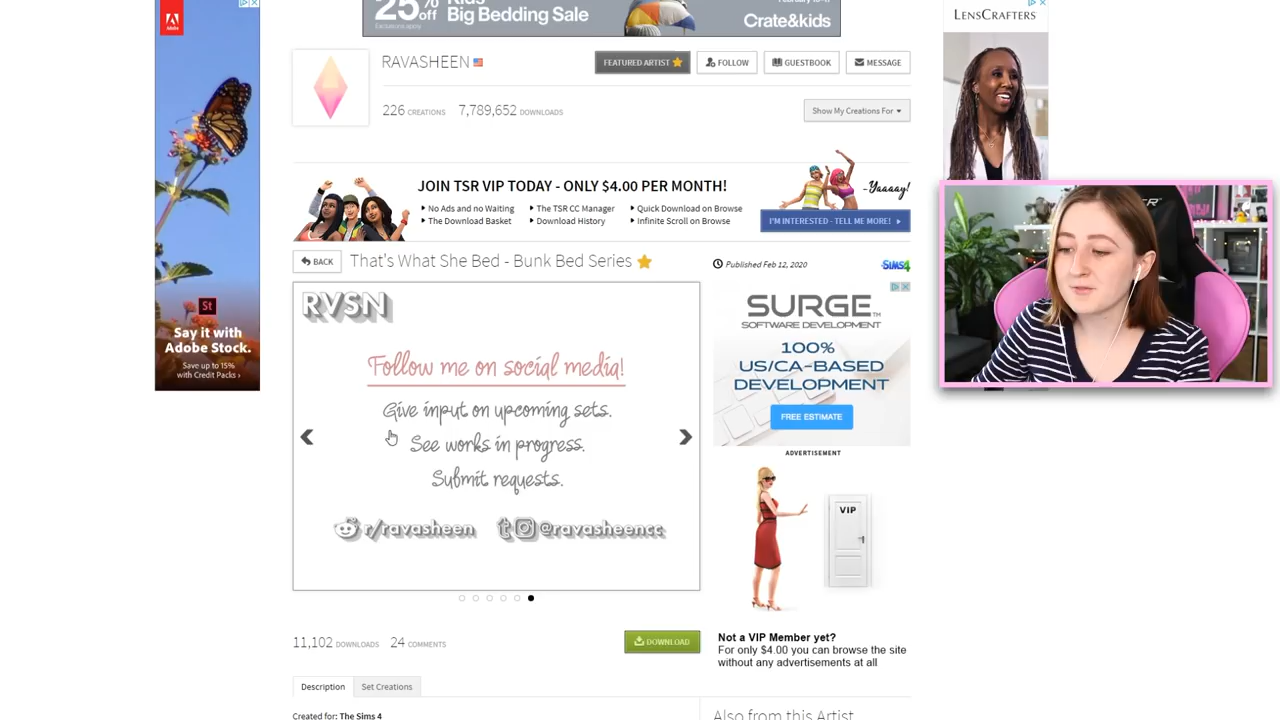 25% off
Kids
Big Bedding Sale
Crate&kids
LENSCRAFTERS
Adobe
RAVASHEEN
FEATURED ARTIST
FOLLOW
GUESTBOOK
MESSAGE
226 CREATIONS 7,789,652 DOWNLOADS
Show My Creations For
JOIN TSR VIP TODAY - ONLY $4.00 PER MONTH!
-Yaaaay!
No Ads and no Waiting
The TSR CC Manager
Quick Download on Browse
The Download Basket
Download History
Infinite Scroll on Browse
I'M INTERESTED - TELL ME MORE!
BACK
That's What She Bed - Bunk Bed Series
Published Feb 12, 2020
SIMS4
RVSN
Follow me on social media!
Give input on upcoming sets.
See works in progress.
Submit requests.
r/ravasheen
@ravasheencc
SURGE™
SOFTWARE DEVELOPMENT
100%
US/CA-BASED
DEVELOPMENT
FREE ESTIMATE
ADVERTISEMENT
VIP
St
Say it with
Adobe Stock.
Save up to 15%
with Credit Packs ›
11,102 DOWNLOADS 24 COMMENTS
DOWNLOAD
Not a VIP Member yet?
For only $4.00 you can browse the site
without any advertisements at all
Description
Set Creations
Created for: The Sims 4
Also from this Artist